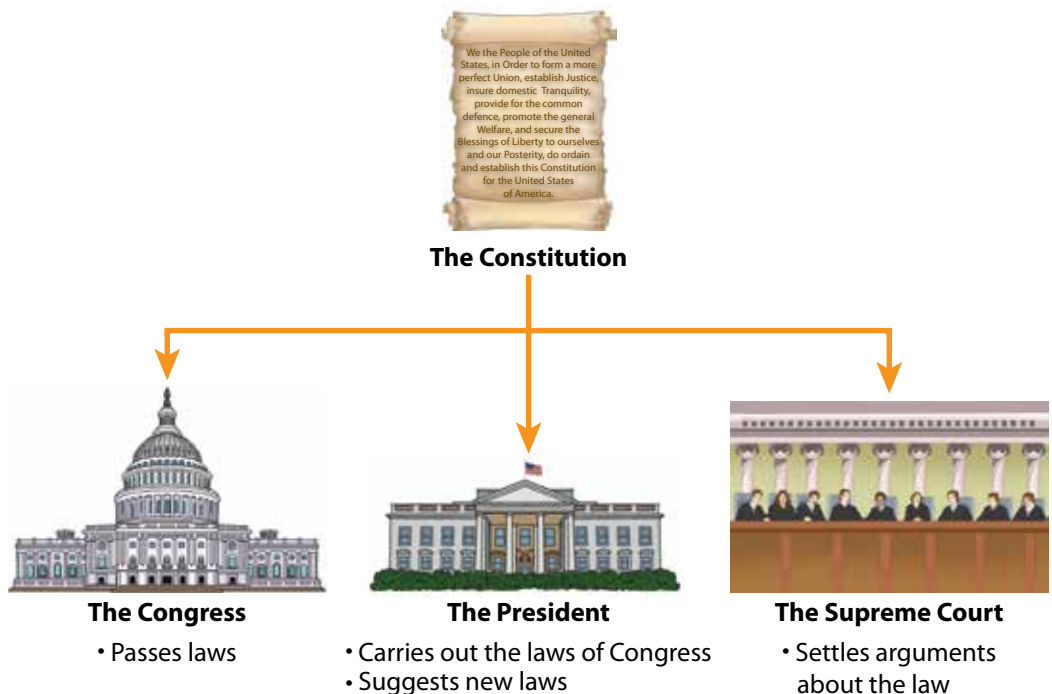 We the People of the United
States, in Order to form a more
perfect Union, establish Justice,
insure domestic Tranquility,
provide for the common
defence, promote the general
Welfare, and secure the
Blessings of Liberty to ourselves
and our Posterity, do ordain
and establish this Constitution
for the United States
of America.
The Constitution
The Congress
• Passes laws
The President
• Carries out the laws of Congress
• Suggests new laws
The Supreme Court
• Settles arguments
about the law